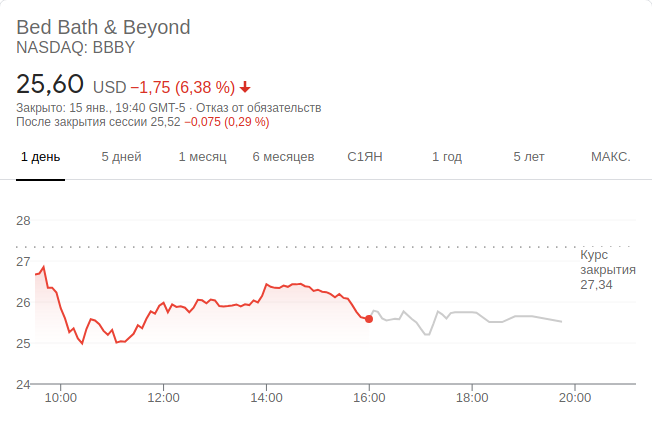 Bed Bath & Beyond
NASDAQ: BBBY
25,60 USD −1,75 (6,38 %)
Закрыто: 15 янв., 19:40 GMT-5 · Отказ от обязательств
После закрытия сессии 25,52 −0,075 (0,29 %)
1 день 5 дней 1 месяц 6 месяцев С1ЯН 1 год 5 лет МАКС.
28
27
26
25
24
Курс
закрытия
27,34
10:00 12:00 14:00 16:00 18:00 20:00